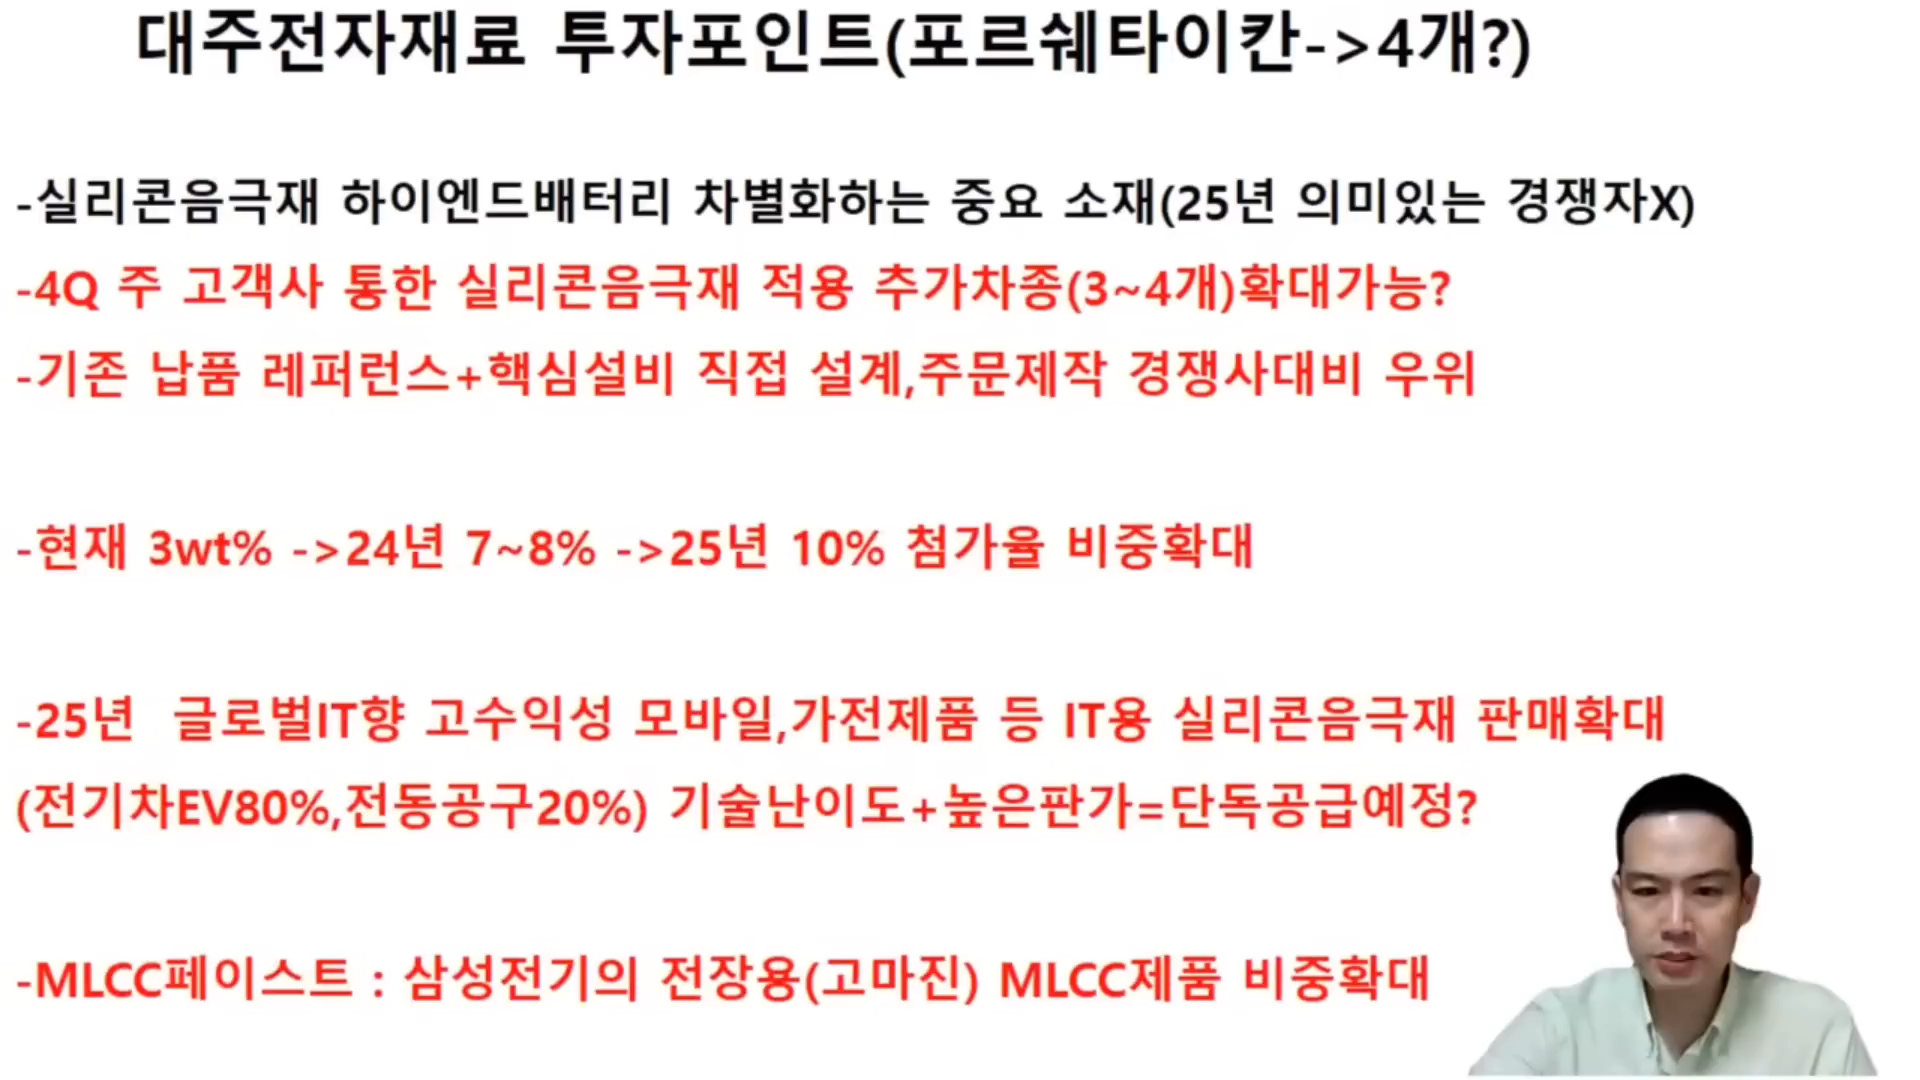 대주전자재료 투자포인트(포르쉐타이칸->4개?)
-실리콘음극재 하이엔드배터리 차별화하는 중요 소재(25년 의미있는 경쟁자X)
-4Q 주 고객사 통한 실리콘음극재 적용 추가차종(3~4개)확대가능?
-기존 납품 레퍼런스+핵심설비 직접 설계,주문제작 경쟁사대비 우위
-현재 3wt% ->24년 7~8% ->25년 10% 첨가율 비중확대
-25년 글로벌IT향 고수익성 모바일,가전제품 등 IT용 실리콘음극재 판매확대
(전기차EV80%,전동공구20%) 기술난이도+높은판가=단독공급예정?
-MLCC페이스트 : 삼성전기의 전장용(고마진) MLCC제품 비중확대